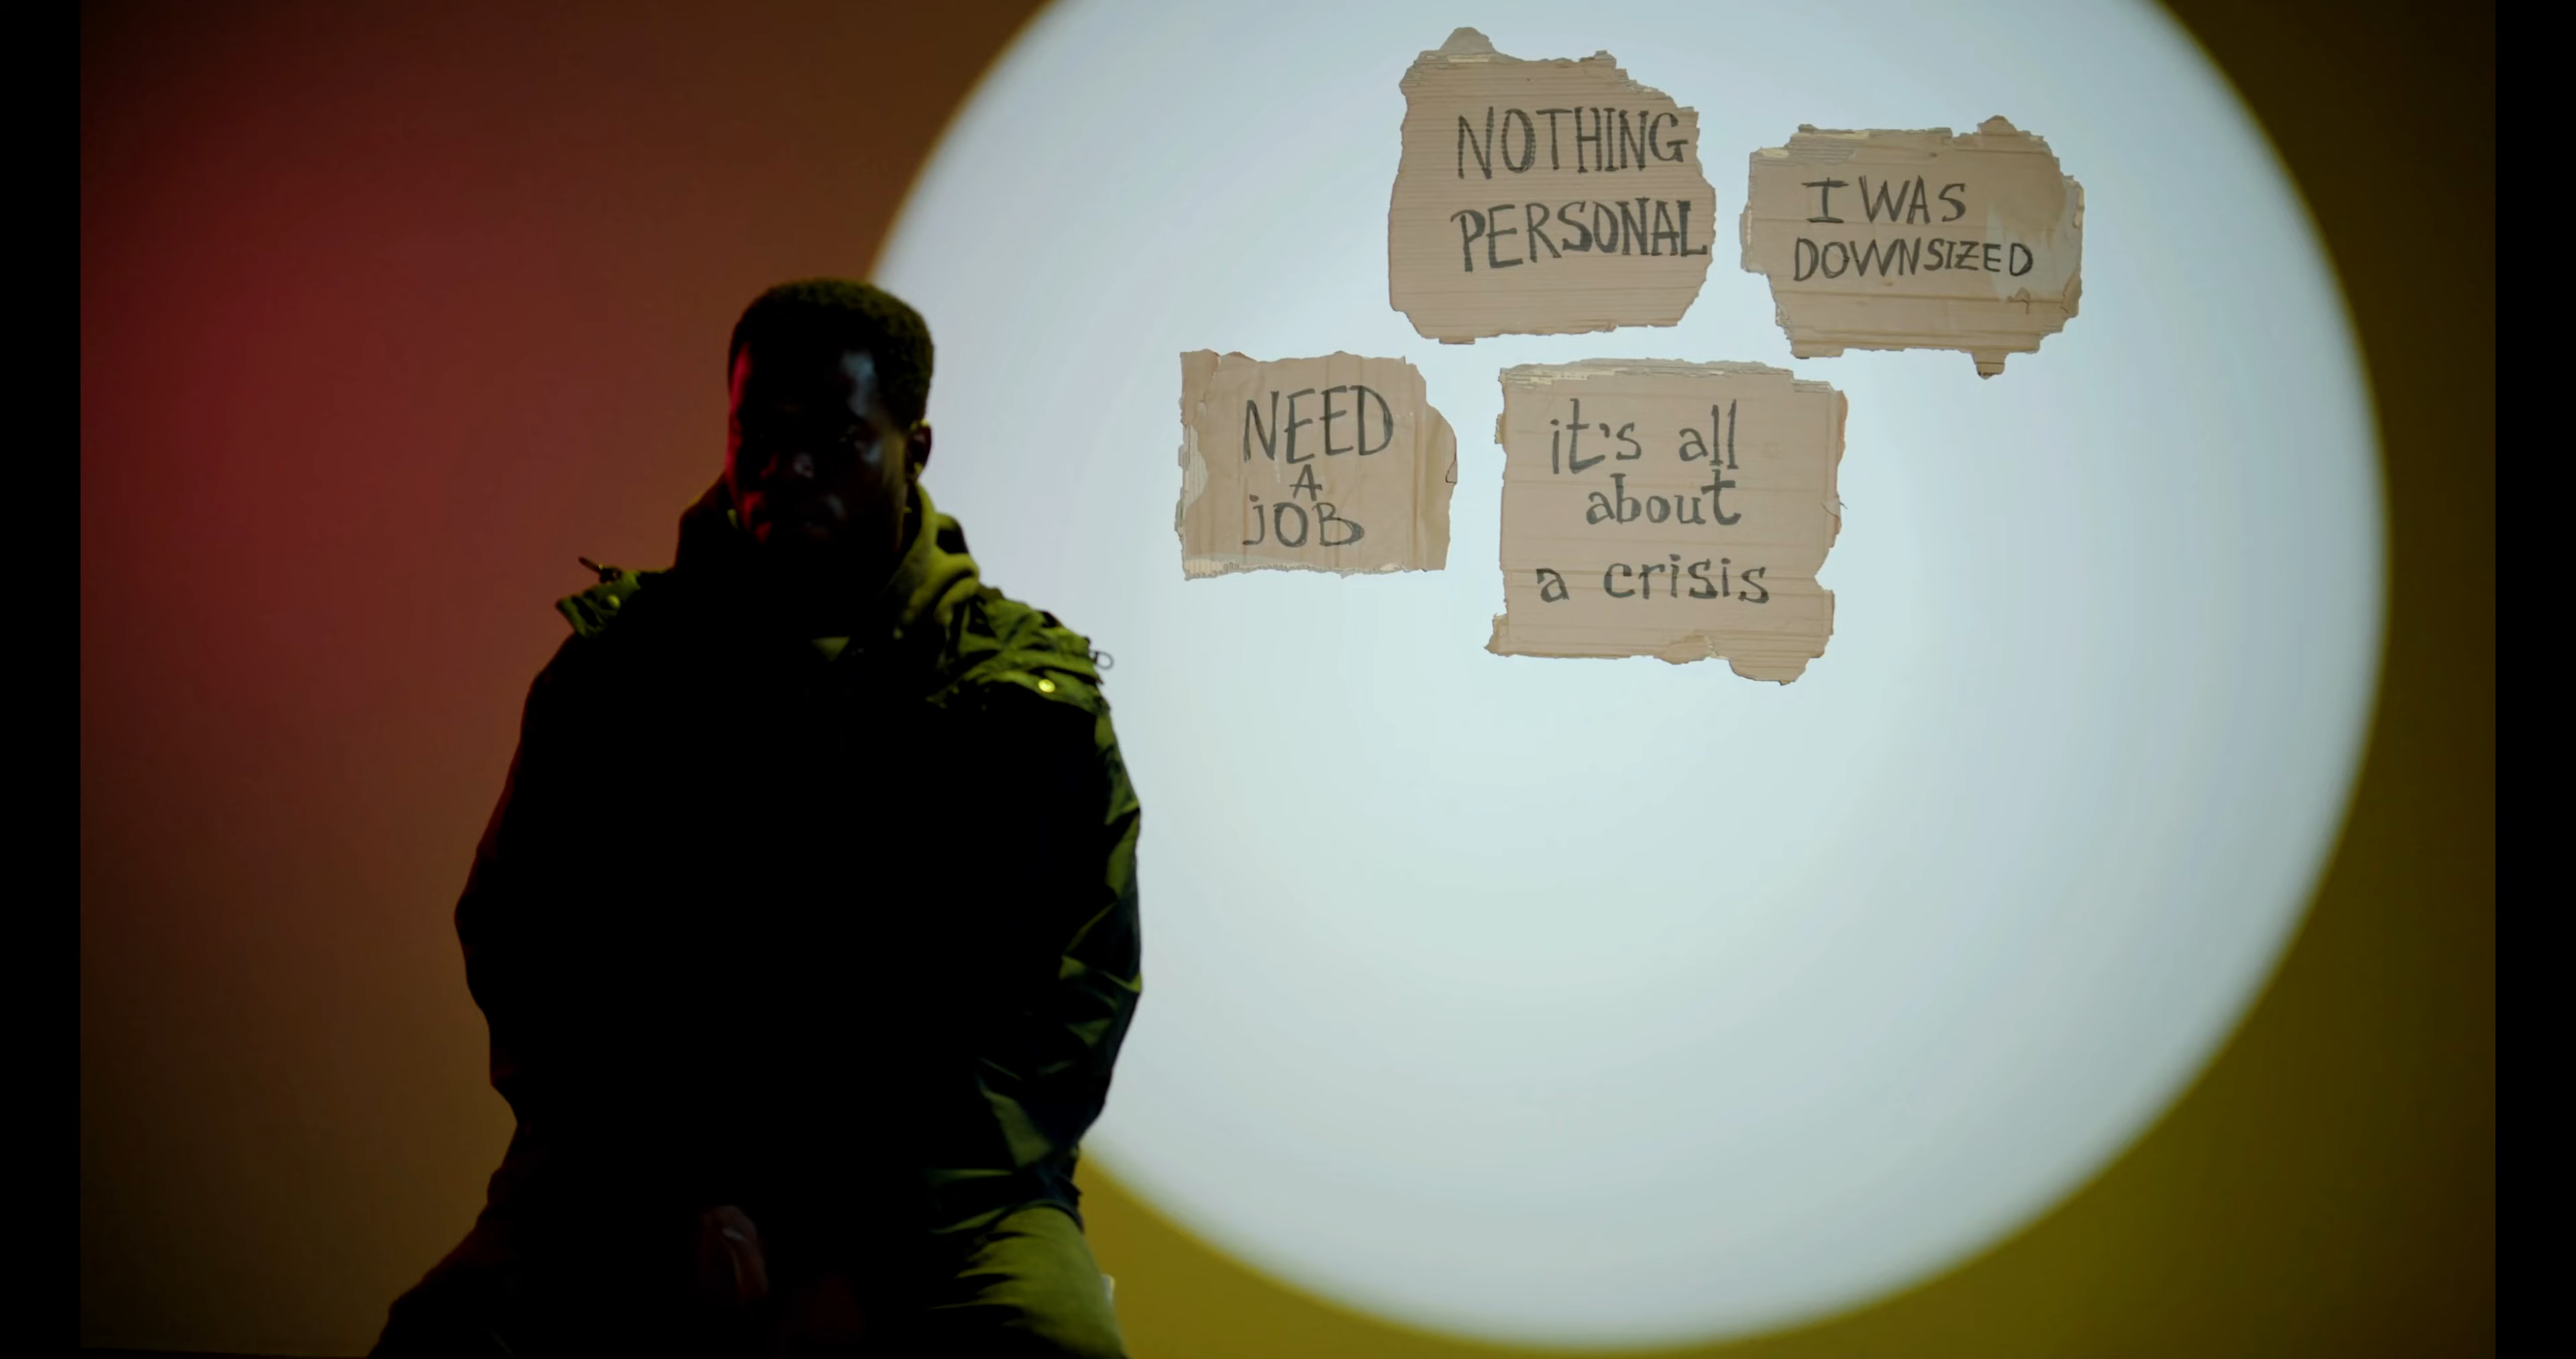 NOTHING
PERSONAL
I WAS
DOWNSIZED
NEED
A
jOB
it's all
about
a crisis